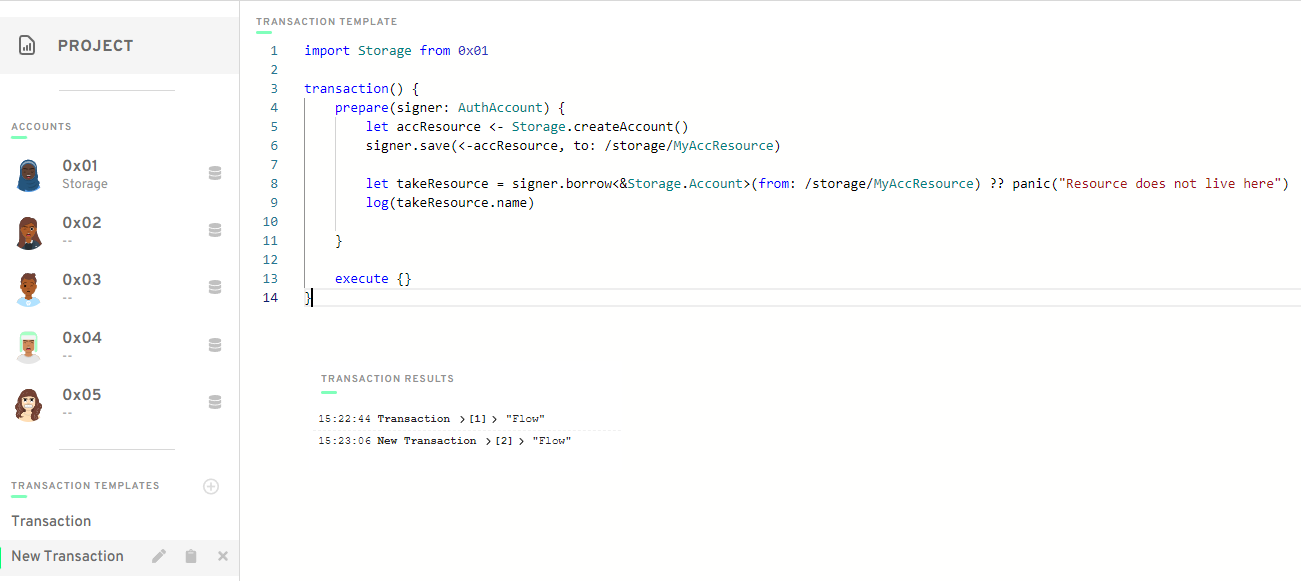 PROJECT
ACCOUNTS
0x01
Storage
0x02
--
0x03
--
0x04
--
0x05
--
TRANSACTION TEMPLATES
Transaction
New Transaction
TRANSACTION TEMPLATE
1 import Storage from 0x01
2
3 transaction() {
4 prepare(signer: AuthAccount) {
5 let accResource <- Storage.createAccount()
6 signer.save(<-accResource, to: /storage/MyAccResource)
7
8 let takeResource = signer.borrow<&Storage.Account>(from: /storage/MyAccResource) ?? panic("Resource does not live here")
9 log(takeResource.name)
10
11 }
12
13 execute {}
14 }
TRANSACTION RESULTS
15:22:44 Transaction > [1] > "Flow"
15:23:06 New Transaction > [2] > "Flow"